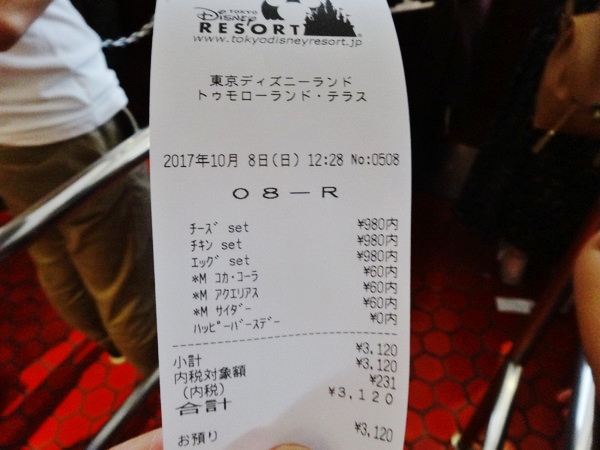 TOKYO
Disney
RESORT
www.tokyodisneyresort.jp
東京ディズニーランド
トゥモローランド・テラス
2017年10月 8日(日) 12:28 No:0508
08-R
ﾁｰｽﾞ set ¥980内
ﾁｷﾝ set ¥980内
ｴｯｸﾞ set ¥980内
*M ｺｶ･ｺｰﾗ ¥60内
*M ｱｸｴﾘｱｽ ¥60内
*M ｻｲﾀﾞｰ ¥60内
ﾊｯﾋﾟｰﾊﾞｰｽﾃﾞｰ ¥0内
小計 ¥3,120
内税対象額 ¥3,120
(内税) ¥231
合計 ¥3,120
お預り ¥3,120